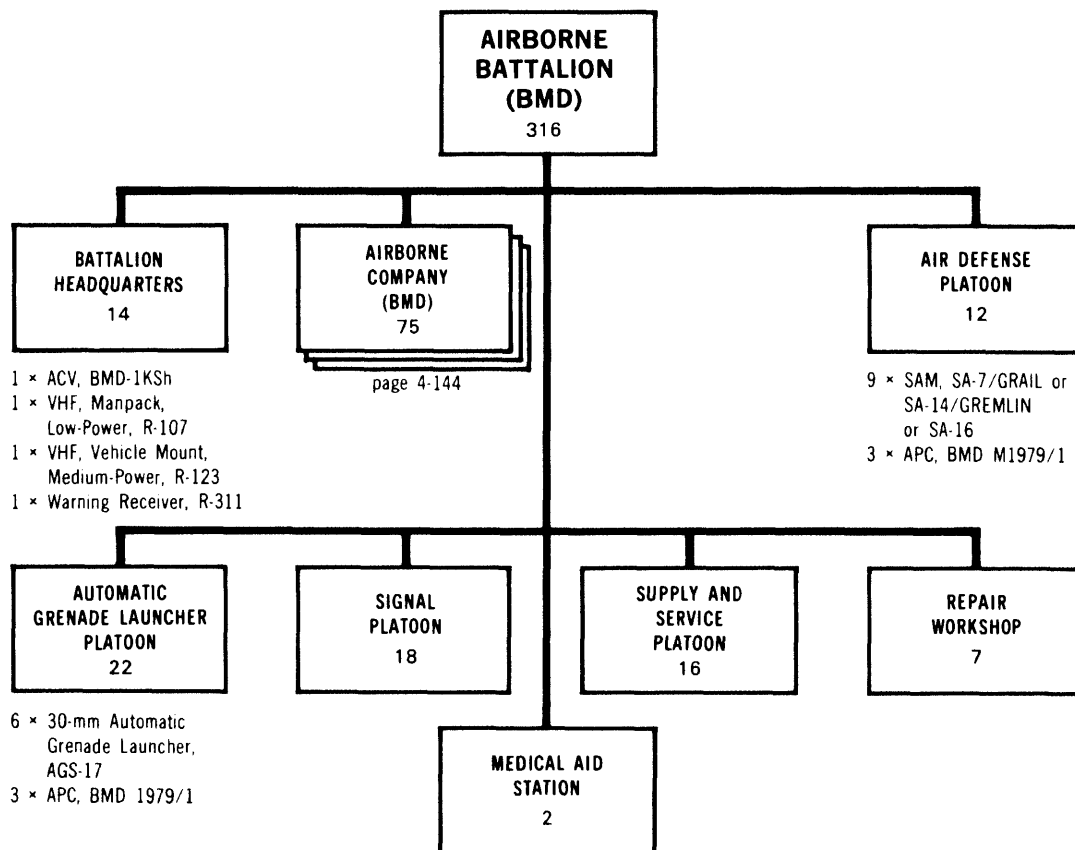 AIRBORNE
BATTALION
(BMD)
316
BATTALION
HEADQUARTERS
14
1 × ACV, BMD-1KSh
1 × VHF, Manpack,
Low-Power, R-107
1 × VHF, Vehicle Mount,
Medium-Power, R-123
1 × Warning Receiver, R-311
AIRBORNE
COMPANY
(BMD)
75
page 4-144
AIR DEFENSE
PLATOON
12
9 × SAM, SA-7/GRAIL or
SA-14/GREMLIN
or SA-16
3 × APC, BMD M1979/1
AUTOMATIC
GRENADE LAUNCHER
PLATOON
22
6 × 30-mm Automatic
Grenade Launcher,
AGS-17
3 × APC, BMD 1979/1
SIGNAL
PLATOON
18
SUPPLY AND
SERVICE
PLATOON
16
REPAIR
WORKSHOP
7
MEDICAL AID
STATION
2